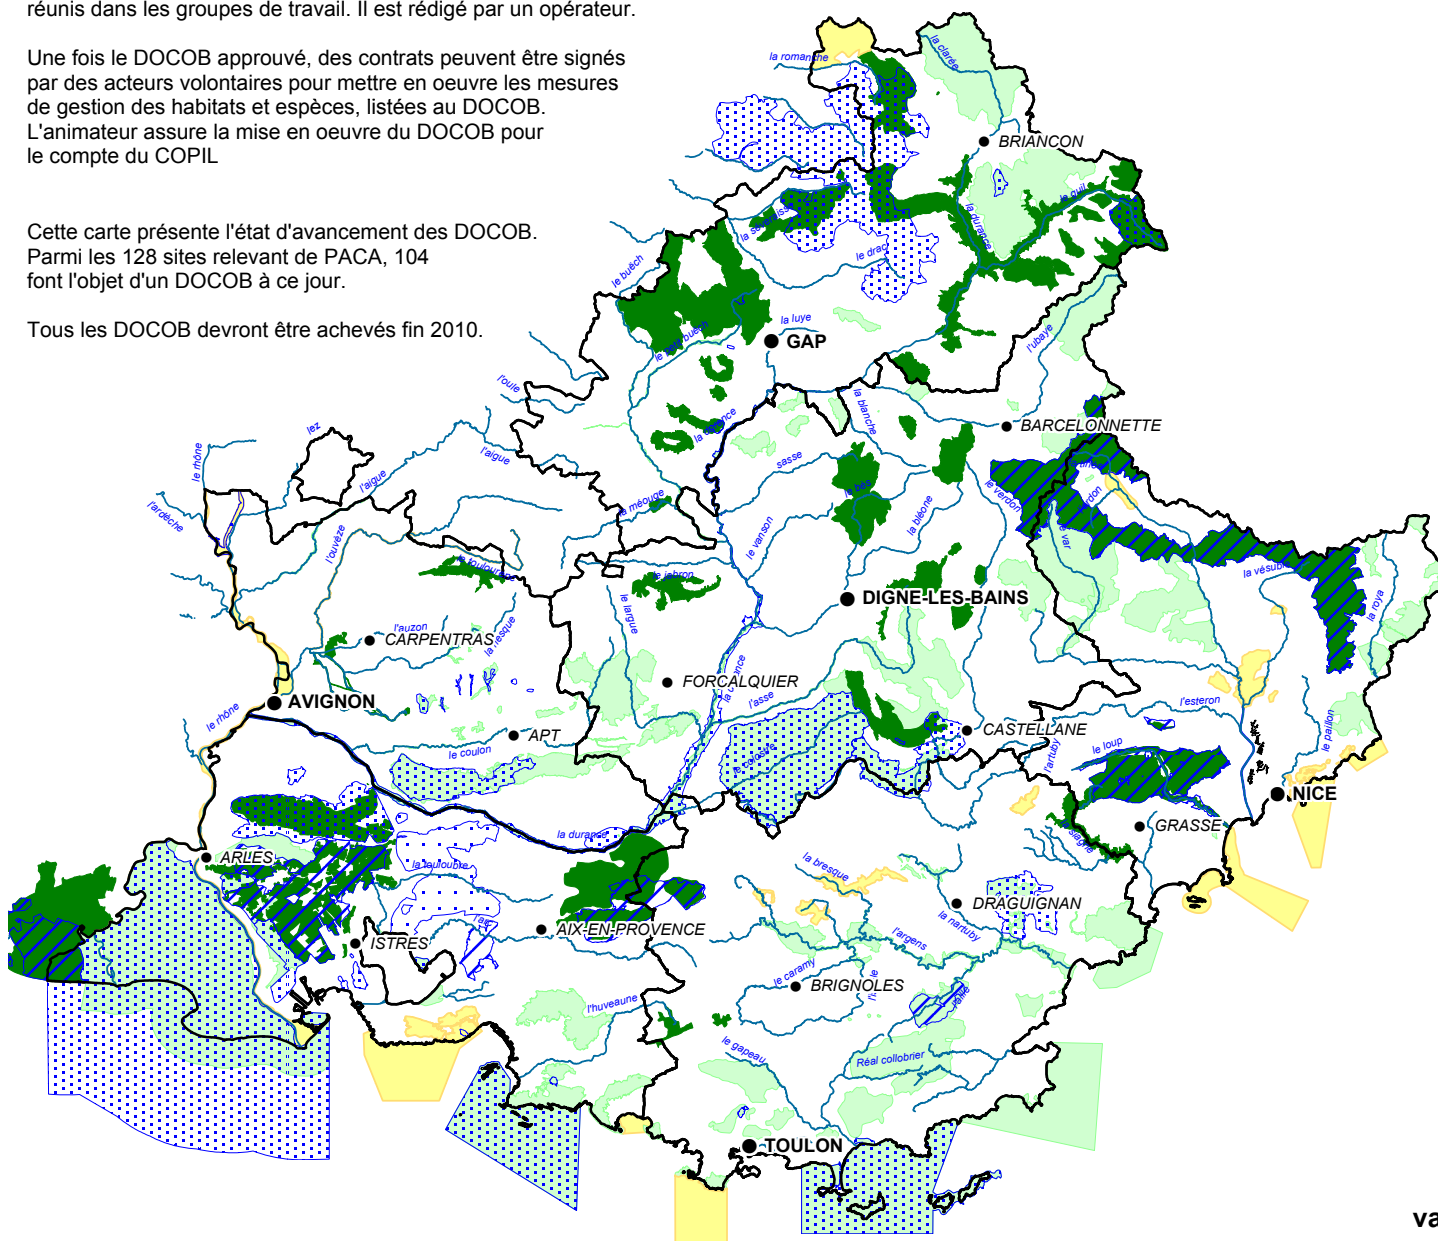 réunis dans les groupes de travail. Il est rédigé par un opérateur.
Une fois le DOCOB approuvé, des contrats peuvent être signés
par des acteurs volontaires pour mettre en oeuvre les mesures
de gestion des habitats et espèces, listées au DOCOB.
L'animateur assure la mise en oeuvre du DOCOB pour
le compte du COPIL
Cette carte présente l'état d'avancement des DOCOB.
Parmi les 128 sites relevant de PACA, 104
font l'objet d'un DOCOB à ce jour.
Tous les DOCOB devront être achevés fin 2010.
la romanche
la clarée
BRIANCON
le guil
la durance
le drac
le buëch
la luye
GAP
l'ubaye
l'oule
la blanche
BARCELONNETTE
lez
le rhône
l'aigue
l'aigue
sasse
l'ardèche
la méouge
le bès
le verdon
la bléone
le vanson
le var
l'ouvèze
le toulourenc
le jabron
la vésubie
la roya
DIGNE-LES-BAINS
le largue
l'auzon
CARPENTRAS
FORCALQUIER
l'asse
AVIGNON
le rhône
l'esteron
CASTELLANE
APT
le coulon
l'artuby
le loup
le paillon
le colostre
NICE
GRASSE
la durance
ARLES
la touloubre
la bresque
DRAGUIGNAN
la nartuby
AIX-EN-PROVENCE
ISTRES
l'argens
le caramy
BRIGNOLES
l'huveaune
le gapeau
Réal collobrier
TOULON
va